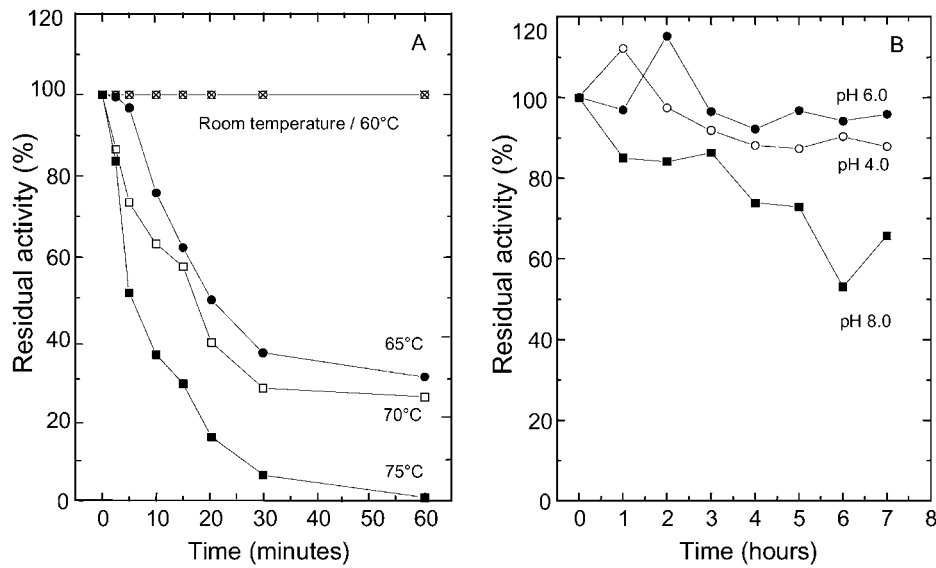 A
120
100
80
60
40
20
0
Residual activity (%)
Room temperature / 60°C
65°C
70°C
75°C
0 10 20 30 40 50 60
Time (minutes)
B
120
100
80
60
40
20
0
Residual activity (%)
pH 6.0
pH 4.0
pH 8.0
0 1 2 3 4 5 6 7 8
Time (hours)